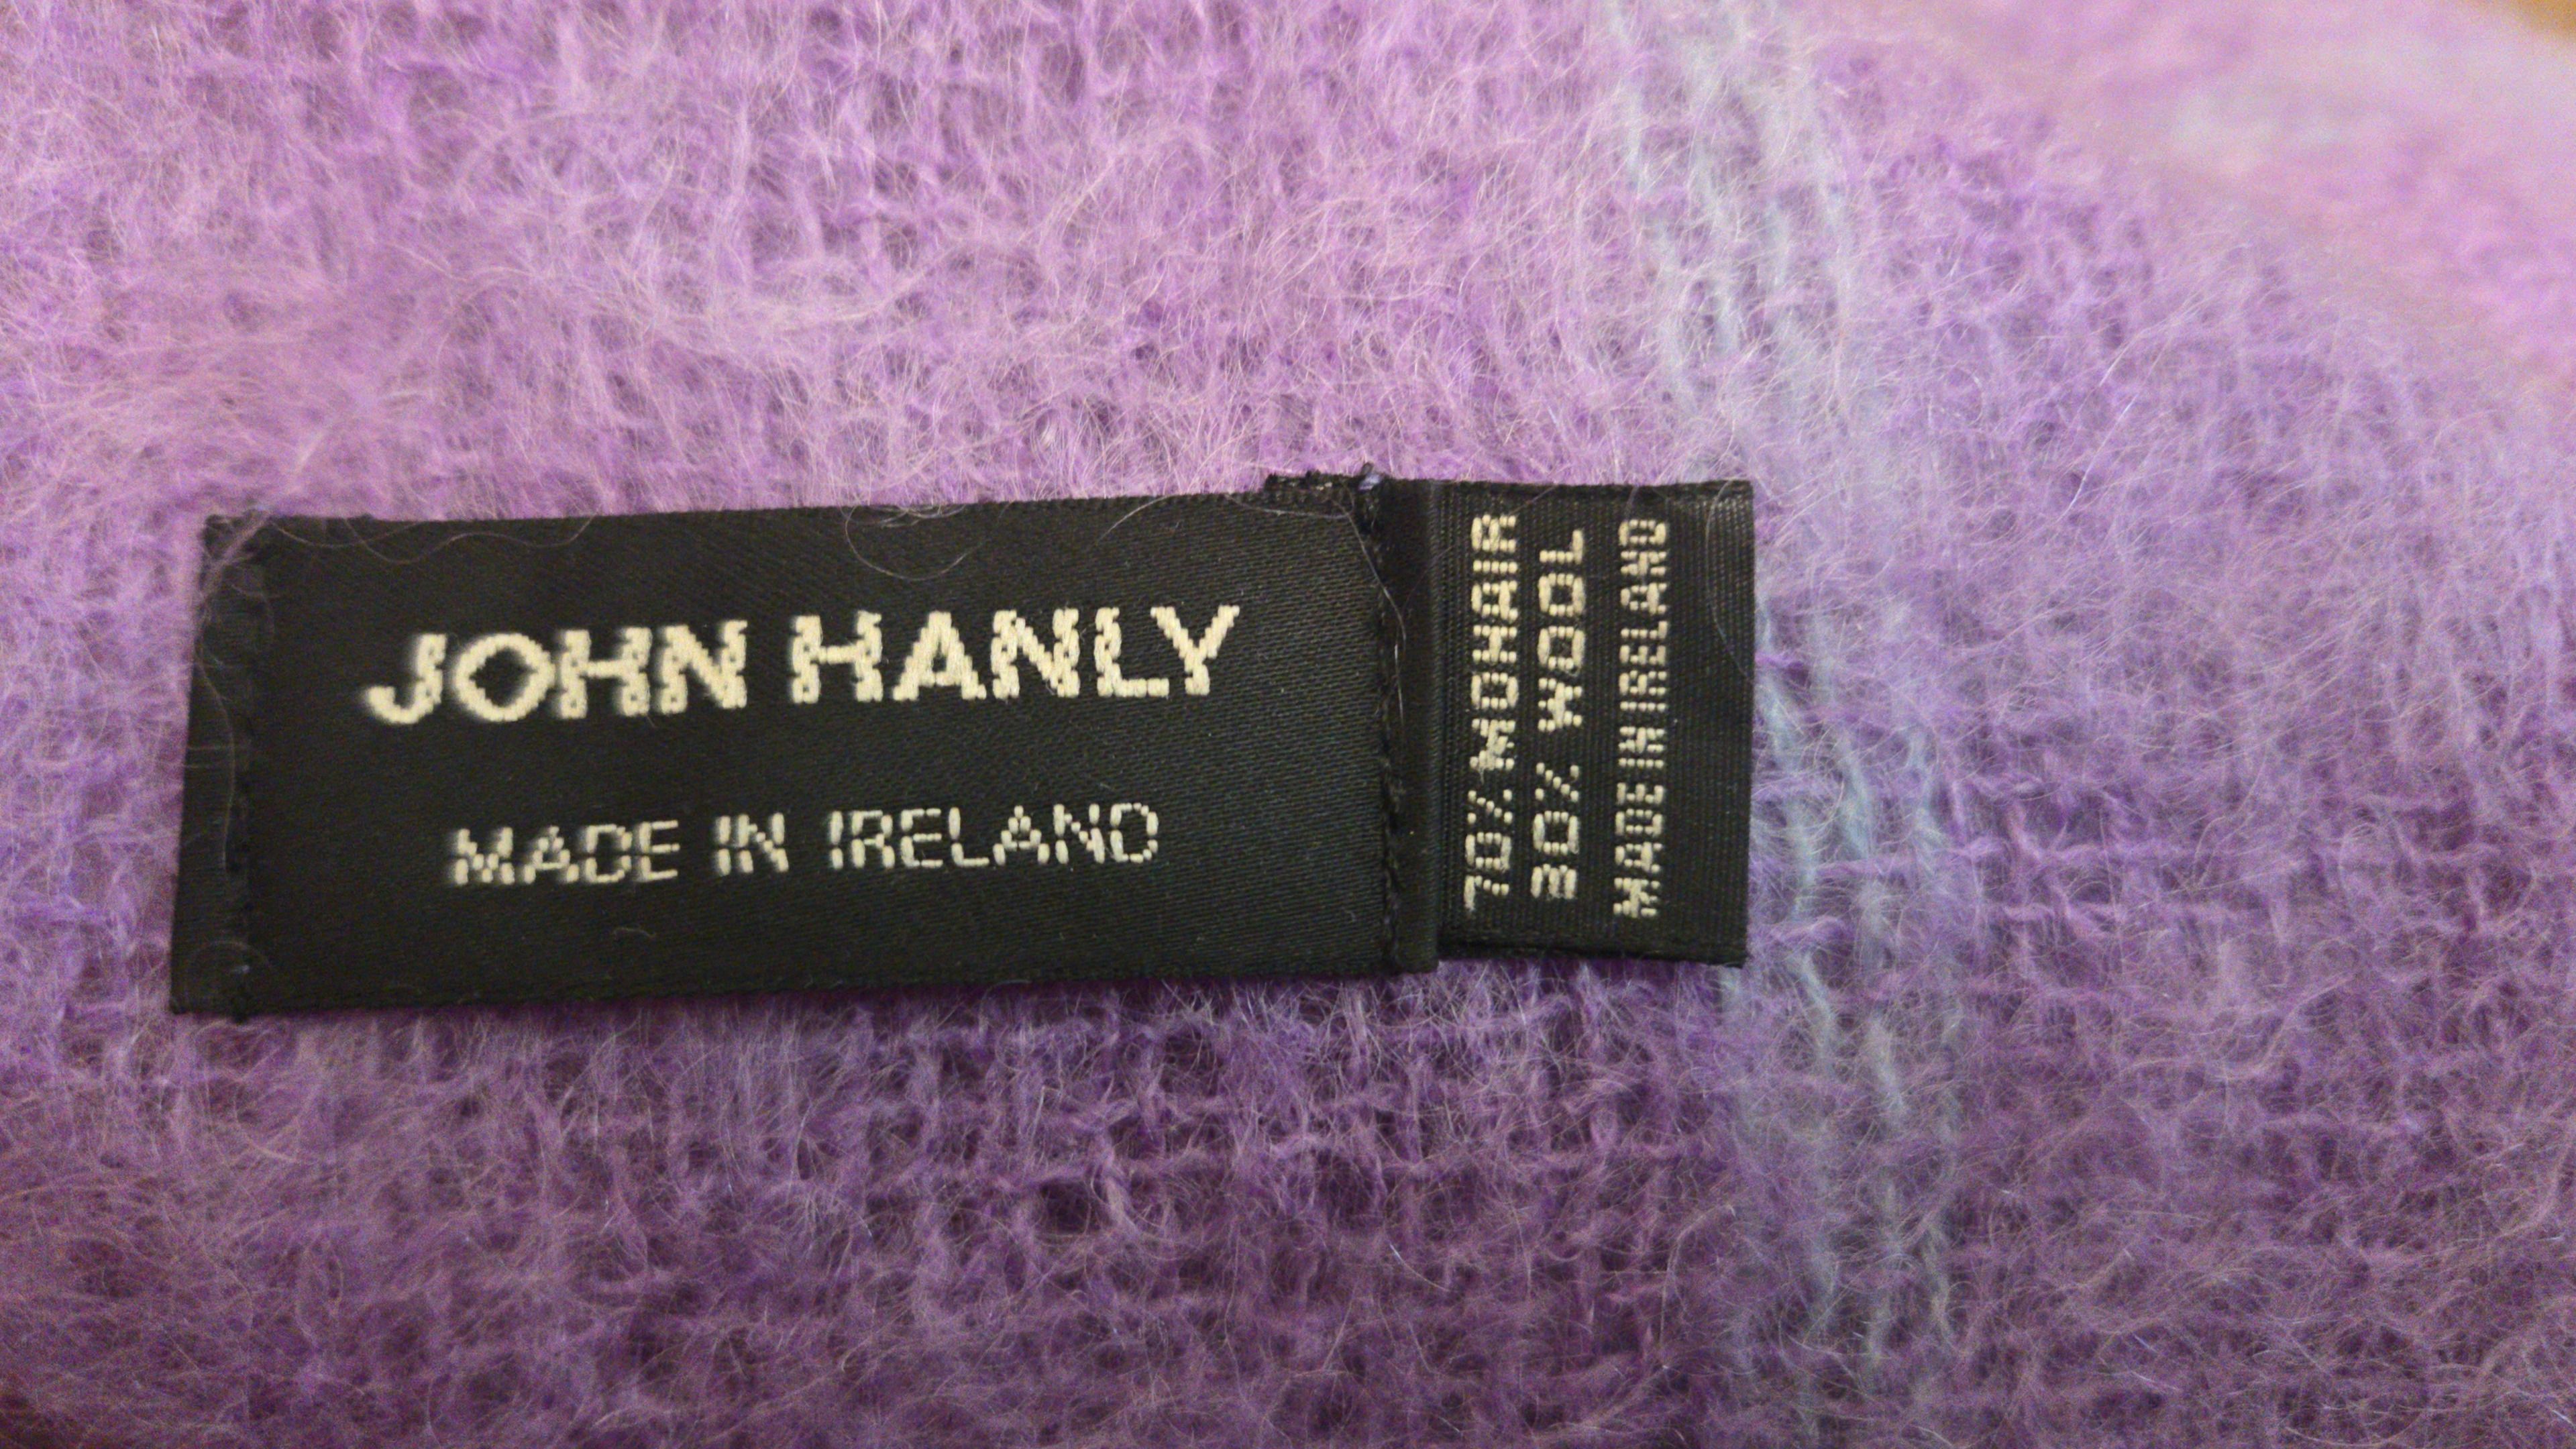 JOHN HANLY
MADE IN IRELAND
70% MOHAIR
30% WOOL
MADE IN IRELAND